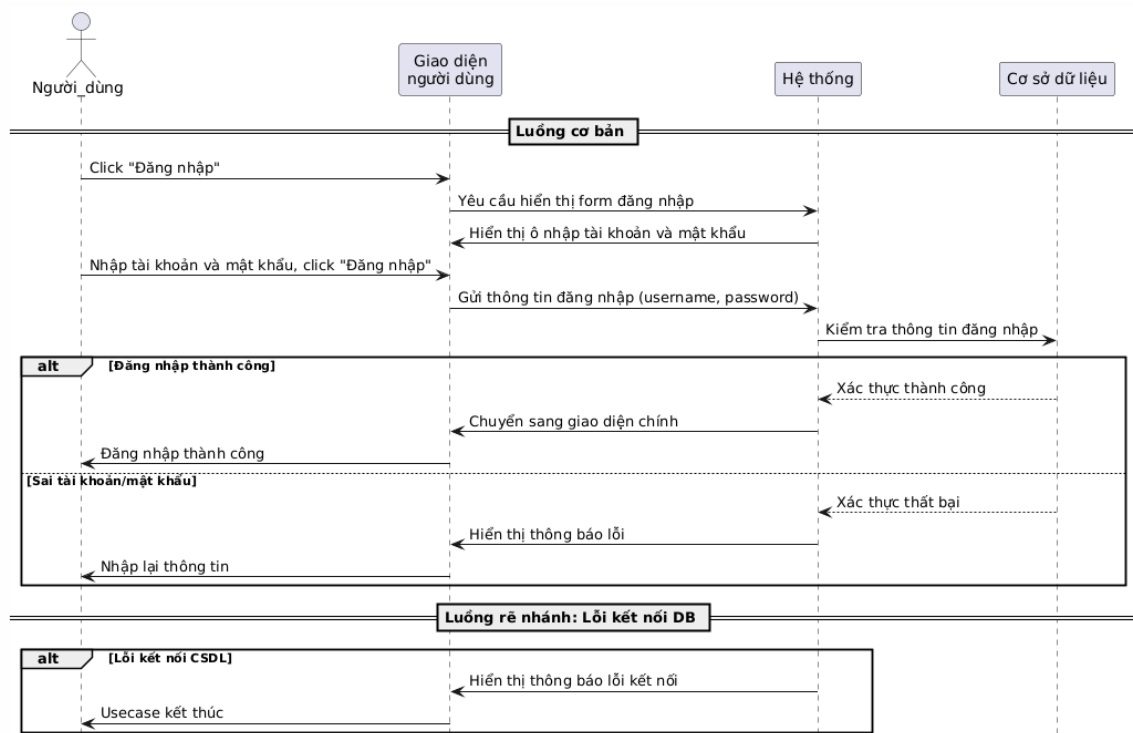 Người_dùng
Giao diện
người dùng
Hệ thống
Cơ sở dữ liệu
Luồng cơ bản
Click "Đăng nhập"
Yêu cầu hiển thị form đăng nhập
Hiển thị ô nhập tài khoản và mật khẩu
Nhập tài khoản và mật khẩu, click "Đăng nhập"
Gửi thông tin đăng nhập (username, password)
Kiểm tra thông tin đăng nhập
alt [Đăng nhập thành công]
Xác thực thành công
Chuyển sang giao diện chính
Đăng nhập thành công
[Sai tài khoản/mật khẩu]
Xác thực thất bại
Hiển thị thông báo lỗi
Nhập lại thông tin
Luồng rẽ nhánh: Lỗi kết nối DB
alt [Lỗi kết nối CSDL]
Hiển thị thông báo lỗi kết nối
Usecase kết thúc